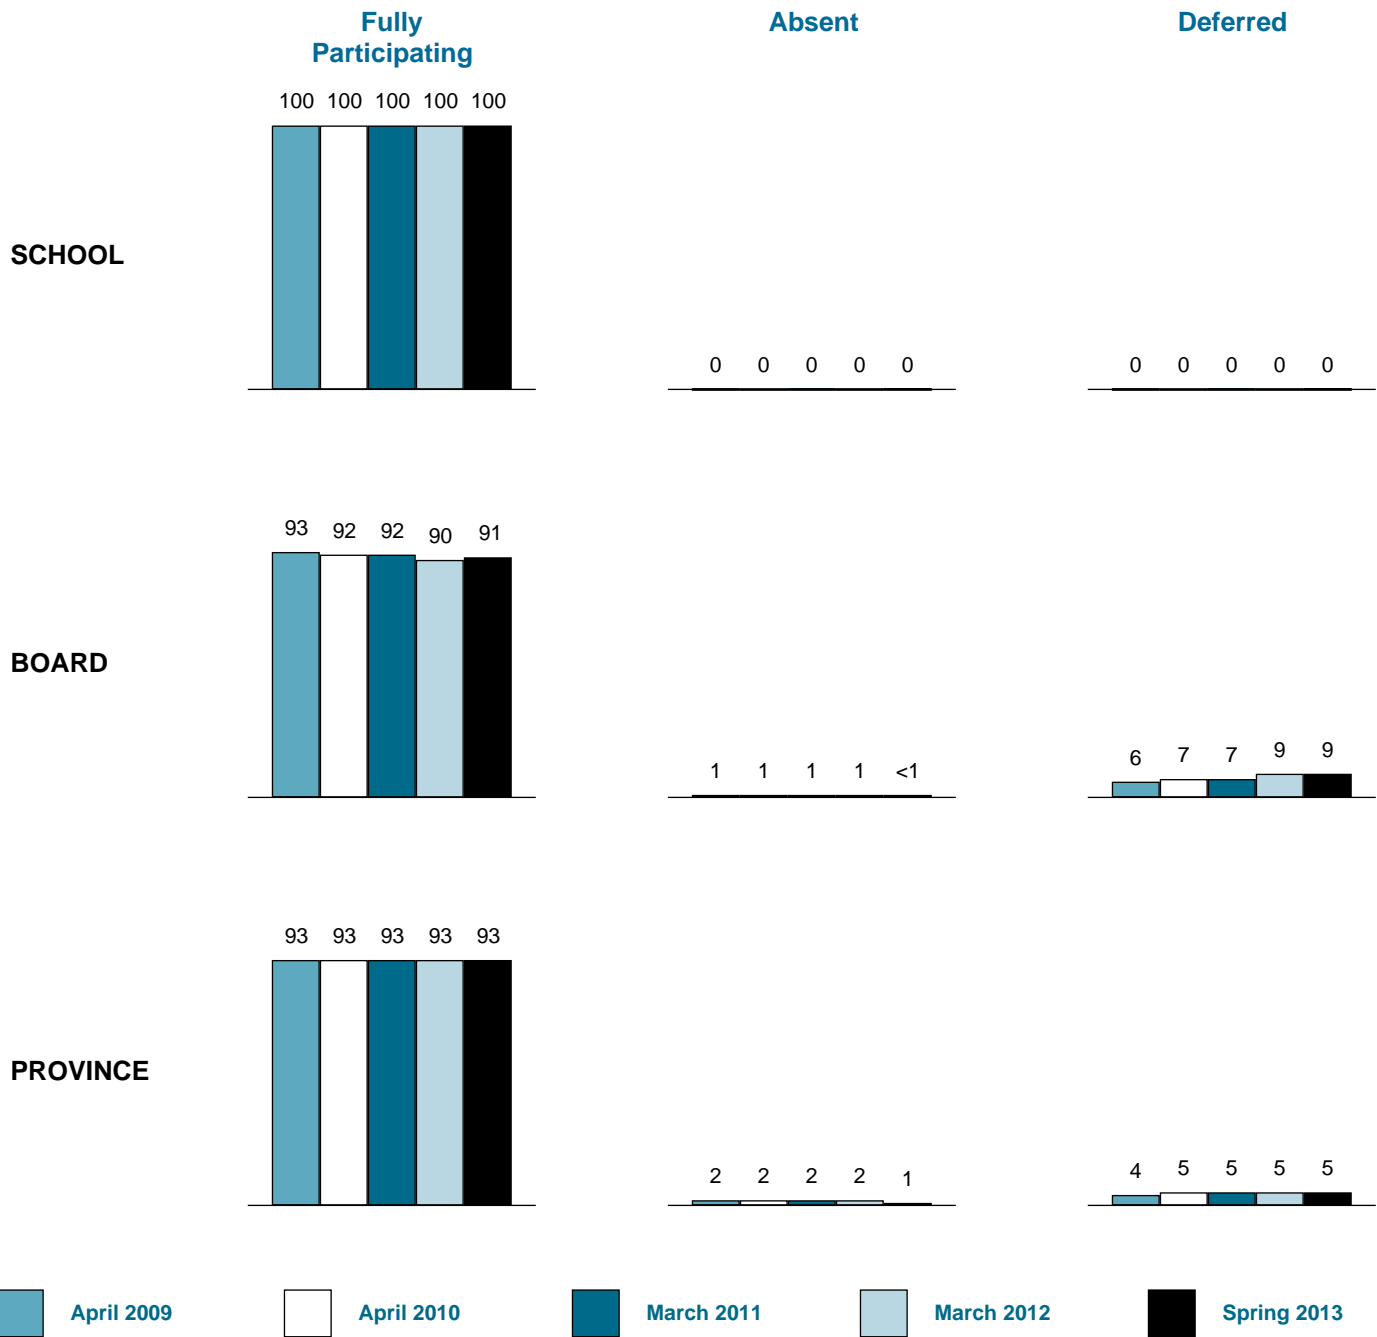 Fully
Participating
Absent
Deferred
100 100 100 100 100
SCHOOL
0 0 0 0 0
0 0 0 0 0
93 92 92 90 91
BOARD
1 1 1 1 <1
6 7 7 9 9
93 93 93 93 93
PROVINCE
2 2 2 2 1
4 5 5 5 5
April 2009
April 2010
March 2011
March 2012
Spring 2013